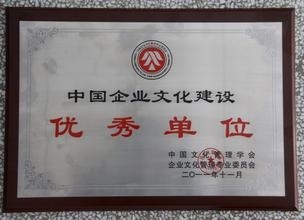 中国企业文化建设
优秀单位
中国文化管理学会
企业文化管理专业委员会
二〇一一年十一月